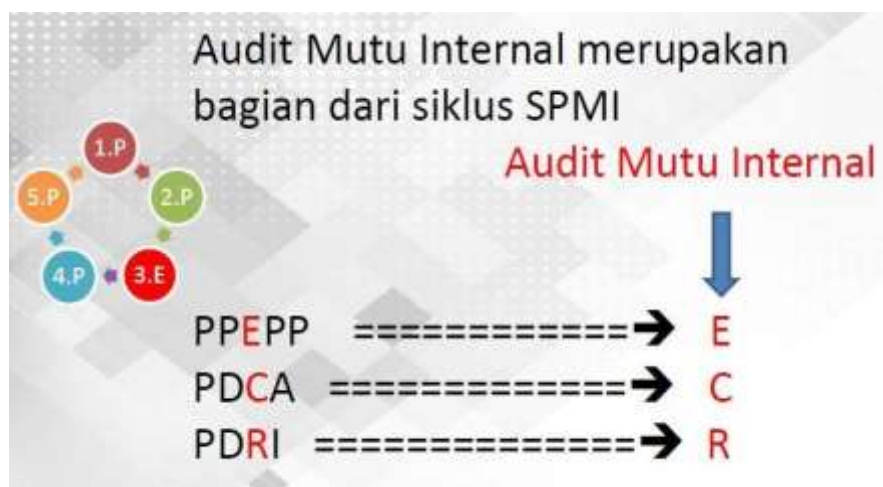 Audit Mutu Internal merupakan
bagian dari siklus SPMI
Audit Mutu Internal
1.P
5.P
2.P
4.P
3.E
PPEPP ============➔ E
PDCA =============➔ C
PDRI ==============➔ R